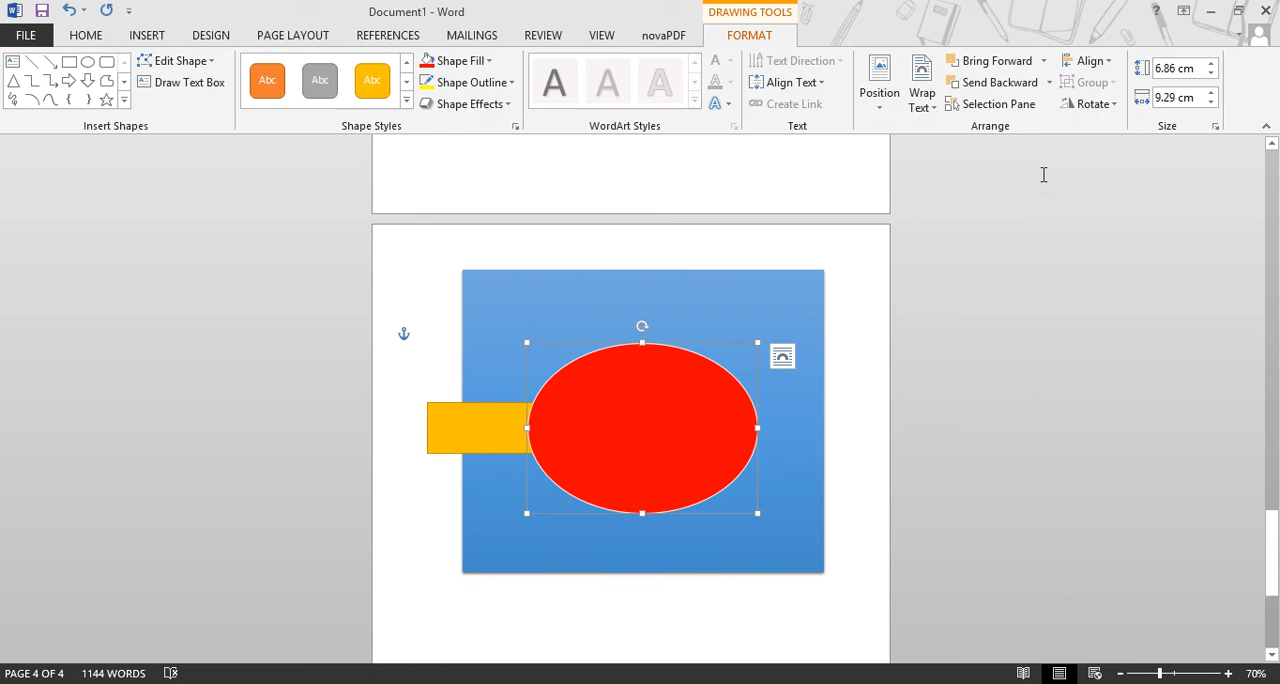 Document1 - Word
DRAWING TOOLS
FILE HOME INSERT DESIGN PAGE LAYOUT REFERENCES MAILINGS REVIEW VIEW novaPDF FORMAT
Edit Shape
Draw Text Box
Insert Shapes
Abc Abc Abc
Shape Fill
Shape Outline
Shape Effects
Shape Styles
A A A
WordArt Styles
Text Direction
Align Text
Create Link
Text
Position
Wrap Text
Bring Forward
Send Backward
Selection Pane
Align
Group
Rotate
Arrange
6.86 cm
9.29 cm
Size
PAGE 4 OF 4 1144 WORDS 70%